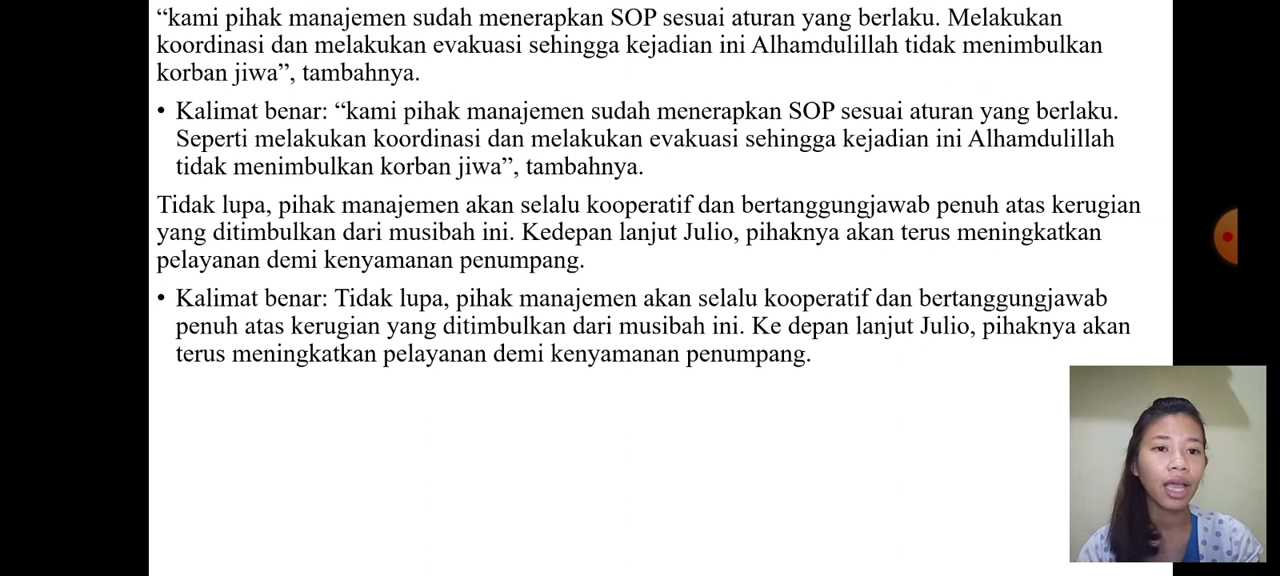 “kami pihak manajemen sudah menerapkan SOP sesuai aturan yang berlaku. Melakukan
koordinasi dan melakukan evakuasi sehingga kejadian ini Alhamdulillah tidak menimbulkan
korban jiwa”, tambahnya.
• Kalimat benar: “kami pihak manajemen sudah menerapkan SOP sesuai aturan yang berlaku.
Seperti melakukan koordinasi dan melakukan evakuasi sehingga kejadian ini Alhamdulillah
tidak menimbulkan korban jiwa”, tambahnya.
Tidak lupa, pihak manajemen akan selalu kooperatif dan bertanggungjawab penuh atas kerugian
yang ditimbulkan dari musibah ini. Kedepan lanjut Julio, pihaknya akan terus meningkatkan
pelayanan demi kenyamanan penumpang.
• Kalimat benar: Tidak lupa, pihak manajemen akan selalu kooperatif dan bertanggungjawab
penuh atas kerugian yang ditimbulkan dari musibah ini. Ke depan lanjut Julio, pihaknya akan
terus meningkatkan pelayanan demi kenyamanan penumpang.